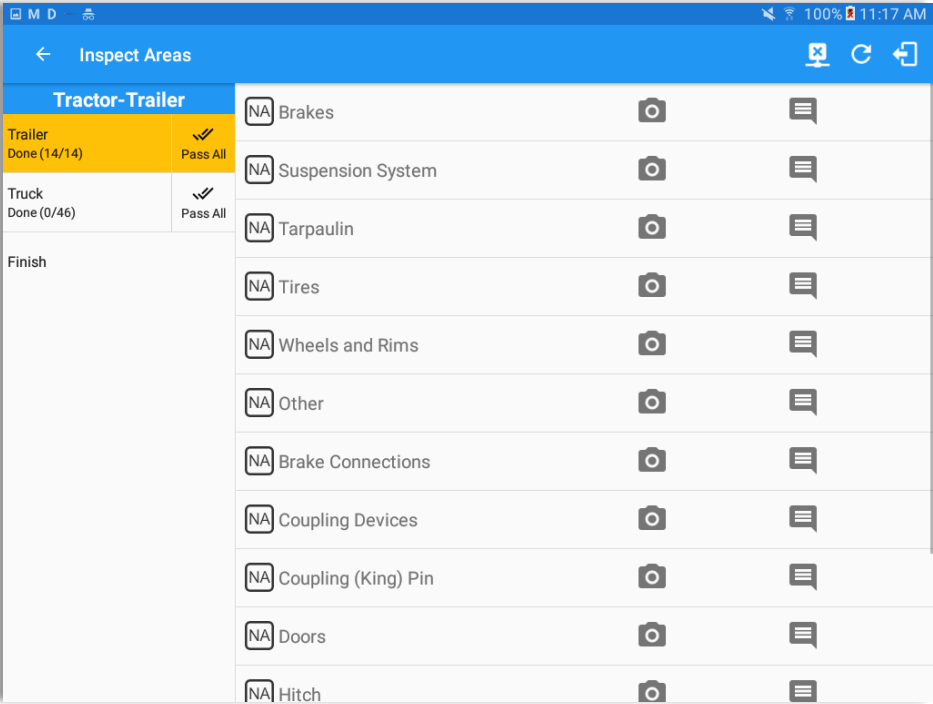 M D 100% 11:17 AM
Inspect Areas
Tractor-Trailer
Trailer
Done (14/14)
Pass All
Truck
Done (0/46)
Pass All
Finish
NA Brakes
NA Suspension System
NA Tarpaulin
NA Tires
NA Wheels and Rims
NA Other
NA Brake Connections
NA Coupling Devices
NA Coupling (King) Pin
NA Doors
NA Hitch